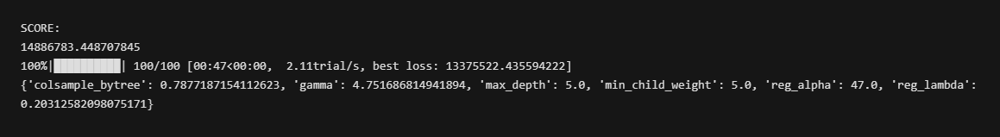 SCORE:
14886783.448707845
100%|██████████| 100/100 [00:47<00:00,  2.11trial/s, best loss: 13375522.435594222]
{'colsample_bytree': 0.7877187154112623, 'gamma': 4.751686814941894, 'max_depth': 5.0, 'min_child_weight': 5.0, 'reg_alpha': 47.0, 'reg_lambda':
0.20312582098075171}